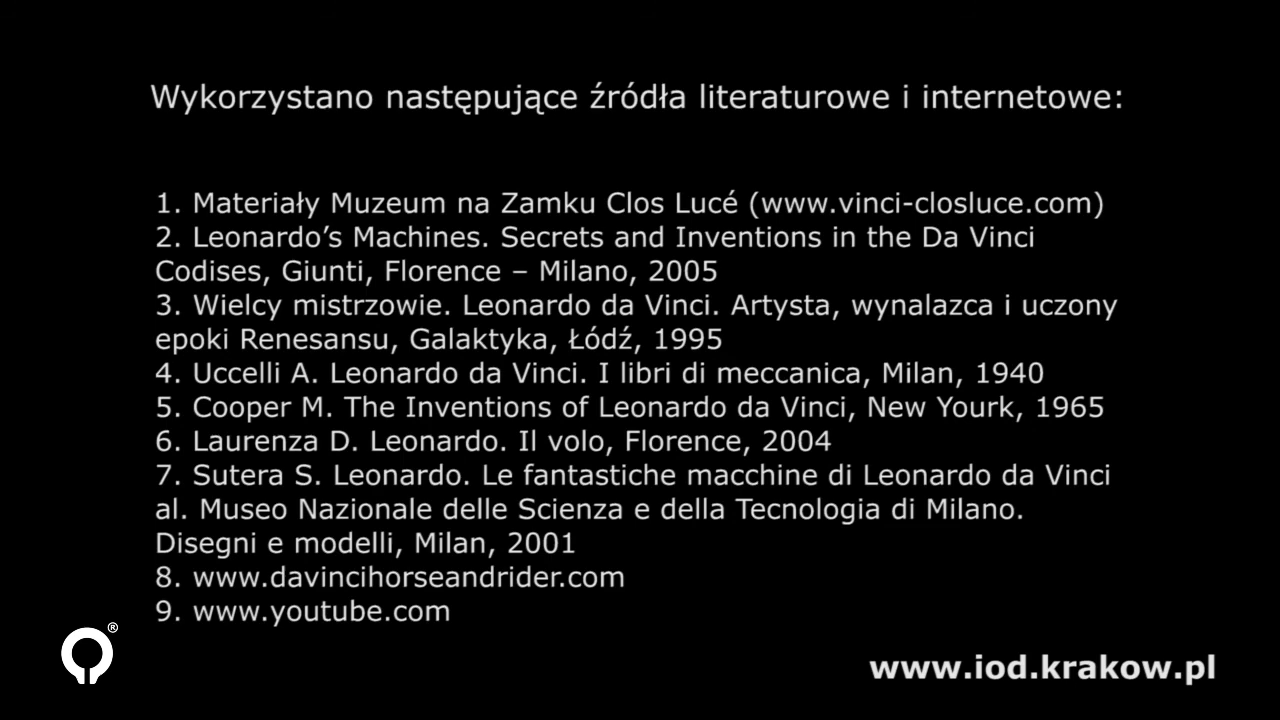 Wykorzystano następujące źródła literaturowe i internetowe:
1. Materiały Muzeum na Zamku Clos Lucé (www.vinci-closluce.com)
2. Leonardo’s Machines. Secrets and Inventions in the Da Vinci
Codises, Giunti, Florence – Milano, 2005
3. Wielcy mistrzowie. Leonardo da Vinci. Artysta, wynalazca i uczony
epoki Renesansu, Galaktyka, Łódź, 1995
4. Uccelli A. Leonardo da Vinci. I libri di meccanica, Milan, 1940
5. Cooper M. The Inventions of Leonardo da Vinci, New Yourk, 1965
6. Laurenza D. Leonardo. Il volo, Florence, 2004
7. Sutera S. Leonardo. Le fantastiche macchine di Leonardo da Vinci
al. Museo Nazionale delle Scienza e della Tecnologia di Milano.
Disegni e modelli, Milan, 2001
8. www.davincihorseandrider.com
9. www.youtube.com
®
www.iod.krakow.pl